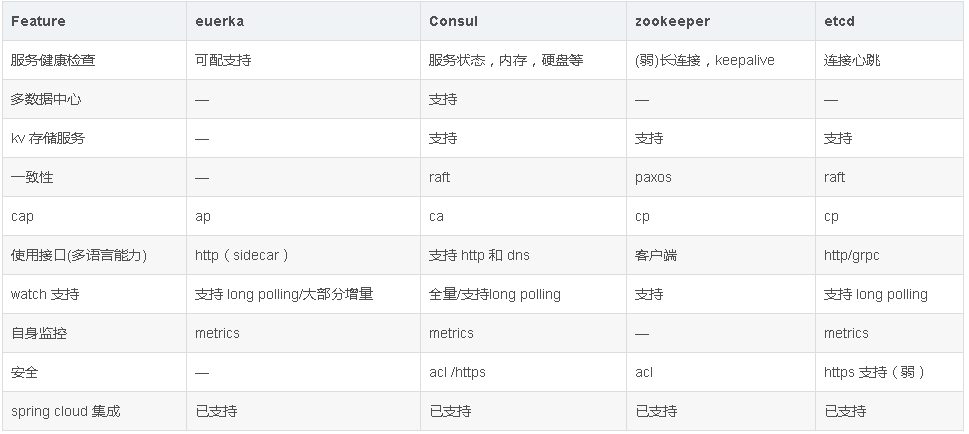 Feature euerka Consul zookeeper etcd
服务健康检查 可配支持 服务状态，内存，硬盘等 (弱)长连接，keepalive 连接心跳
多数据中心 — 支持 — —
kv 存储服务 — 支持 支持 支持
一致性 — raft paxos raft
cap ap ca cp cp
使用接口(多语言能力) http（sidecar） 支持 http 和 dns 客户端 http/grpc
watch 支持 支持 long polling/大部分增量 全量/支持long polling 支持 支持 long polling
自身监控 metrics metrics — metrics
安全 — acl /https acl https 支持（弱）
spring cloud 集成 已支持 已支持 已支持 已支持